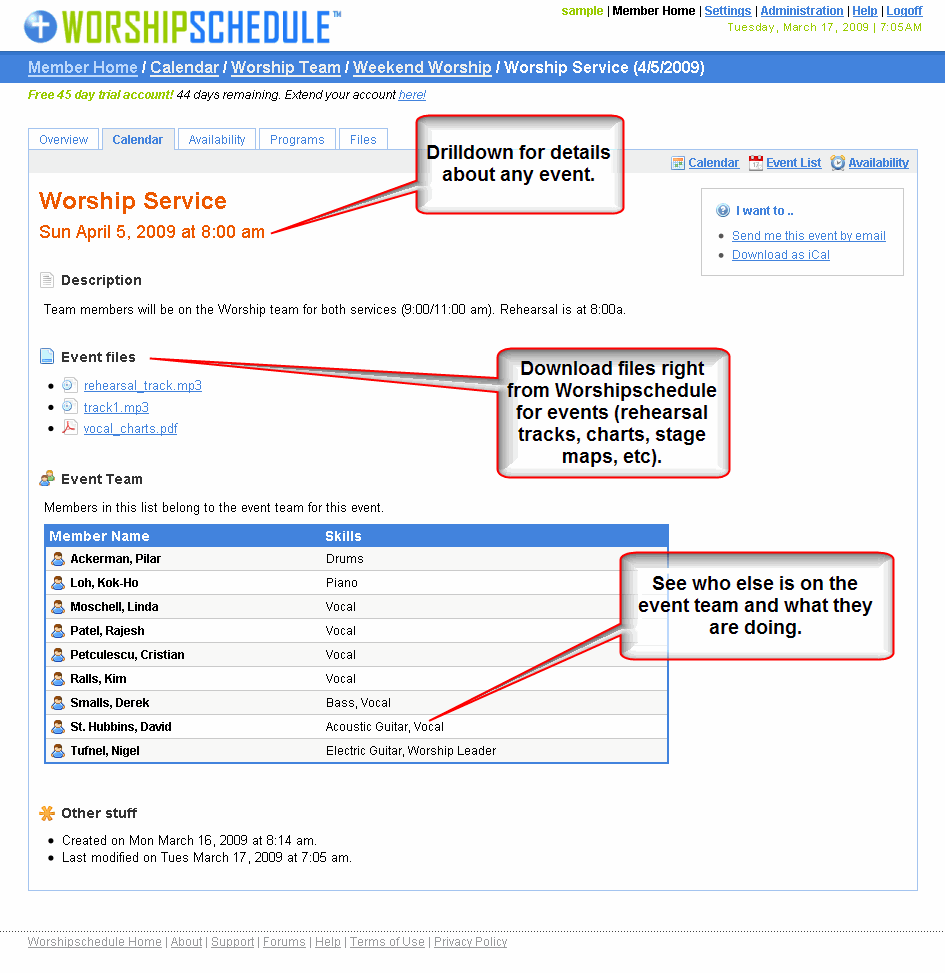 WORSHIPSCHEDULE™
sample | Member Home | Settings | Administration | Help | Logoff
Tuesday, March 17, 2009 | 7:05AM
Member Home / Calendar / Worship Team / Weekend Worship / Worship Service (4/5/2009)
Free 45 day trial account! 44 days remaining. Extend your account here!
Overview Calendar Availability Programs Files
Calendar Event List Availability
Drilldown for details
about any event.
Worship Service
Sun April 5, 2009 at 8:00 am
I want to ..
Send me this event by email
Download as iCal
Description
Team members will be on the Worship team for both services (9:00/11:00 am). Rehearsal is at 8:00a.
Event files
rehearsal_track.mp3
track1.mp3
vocal_charts.pdf
Download files right
from Worshipschedule
for events (rehearsal
tracks, charts, stage
maps, etc).
Event Team
Members in this list belong to the event team for this event.
Member Name Skills
Ackerman, Pilar Drums
Loh, Kok-Ho Piano
Moschell, Linda Vocal
Patel, Rajesh Vocal
Petculescu, Cristian Vocal
Ralls, Kim Vocal
Smalls, Derek Bass, Vocal
St. Hubbins, David Acoustic Guitar, Vocal
Tufnel, Nigel Electric Guitar, Worship Leader
See who else is on the
event team and what they
are doing.
Other stuff
Created on Mon March 16, 2009 at 8:14 am.
Last modified on Tues March 17, 2009 at 7:05 am.
Worshipschedule Home | About | Support | Forums | Help | Terms of Use | Privacy Policy